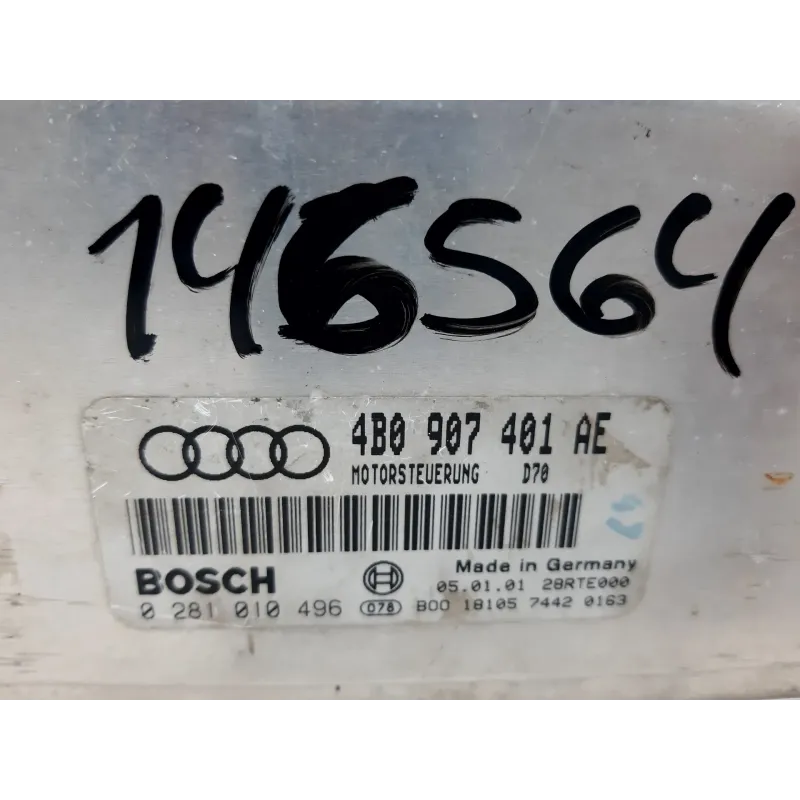 146564
4B0 907 401 AE
MOTORSTEUERUNG D70
BOSCH
Made in Germany
05.01.01 28RTE000
0 281 010 496 078 B00 18105 7442 0163